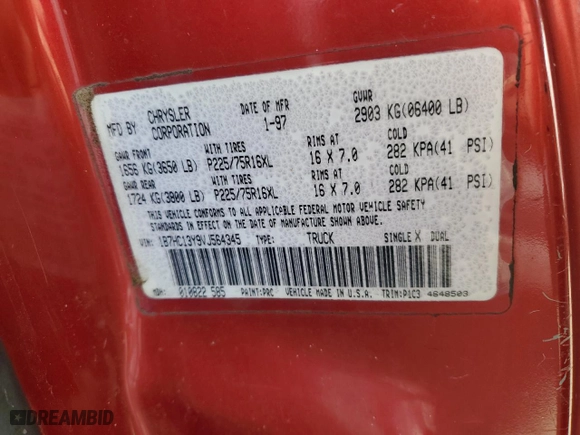 MFD BY CHRYSLER CORPORATION DATE OF MFR 1-97 GVWR 2903 KG(06400 LB)
GAWR FRONT WITH TIRES RIMS AT COLD
1656 KG(3650 LB) P225/75R16XL 16 X 7.0 282 KPA(41 PSI)
GAWR REAR WITH TIRES RIMS AT COLD
1724 KG(3800 LB) P225/75R16XL 16 X 7.0 282 KPA(41 PSI)
THIS VEHICLE CONFORMS TO ALL APPLICABLE FEDERAL MOTOR VEHICLE SAFETY
STANDARDS IN EFFECT ON THE DATE OF MANUFACTURE SHOWN ABOVE.
VIN: 1B7HC13Y9VJ564345 TYPE: TRUCK SINGLE X DUAL
MDH: 010822 585 PAINT:PRC VEHICLE MADE IN U.S.A. TRIM:P1C3 4648503
DREAMBID